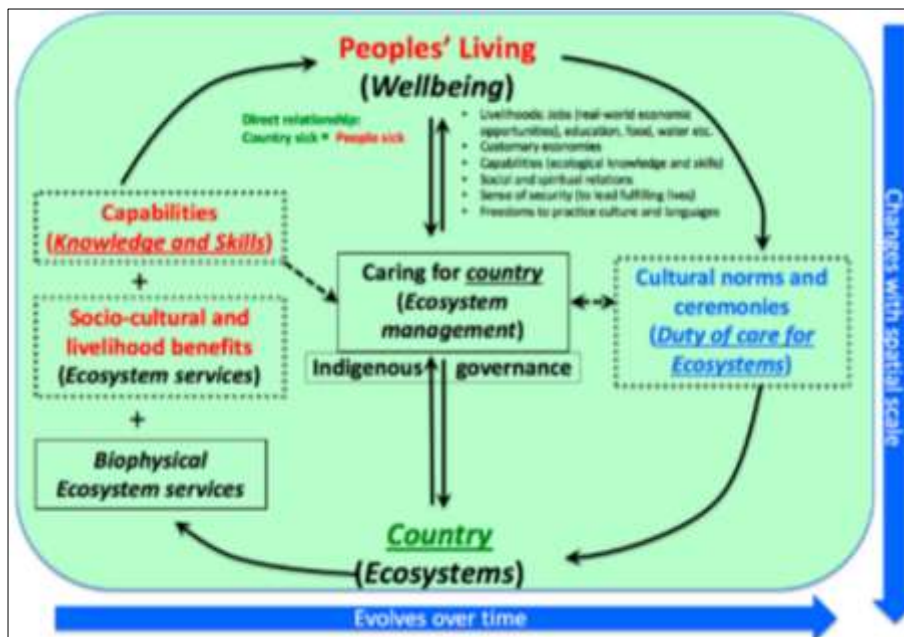 Peoples' Living
(Wellbeing)
Direct relationship:
Country sick = People sick
• Livelihoods: Jobs (real-world economic
opportunities), education, food, water etc.
• Customary economies
• Capabilities (ecological knowledge and skills)
• Social and spiritual relations
• Sense of security (to lead fulfilling lives)
• Freedoms to practice culture and languages
Capabilities
(Knowledge and Skills)
+
Socio-cultural and
livelihood benefits
(Ecosystem services)
+
Biophysical
Ecosystem services
Caring for country
(Ecosystem
management)
Indigenous governance
Cultural norms and
ceremonies
(Duty of care for
Ecosystems)
Country
(Ecosystems)
Evolves over time
Changes with spatial scale